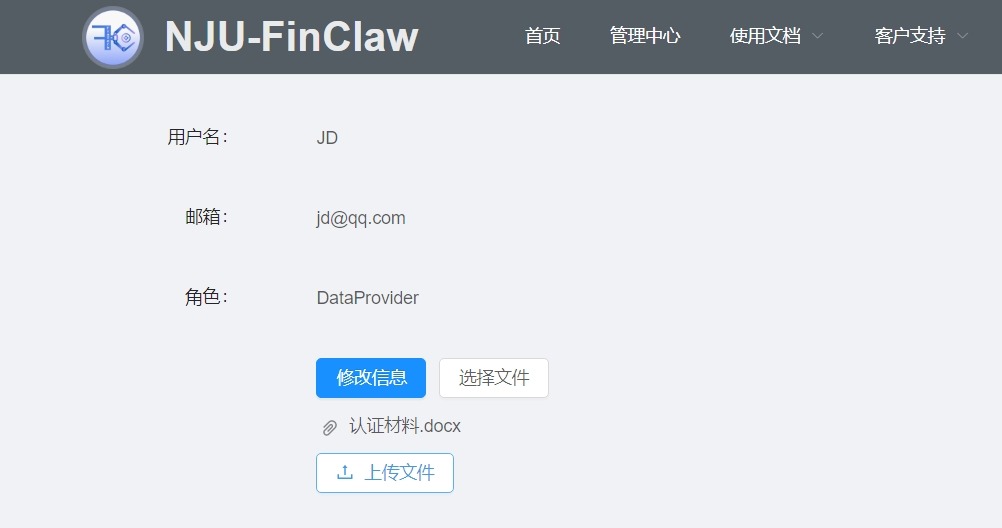 NJU-FinClaw 首页 管理中心 使用文档 客户支持
用户名： JD
邮箱： jd@qq.com
角色： DataProvider
修改信息 选择文件
认证材料.docx
上传文件